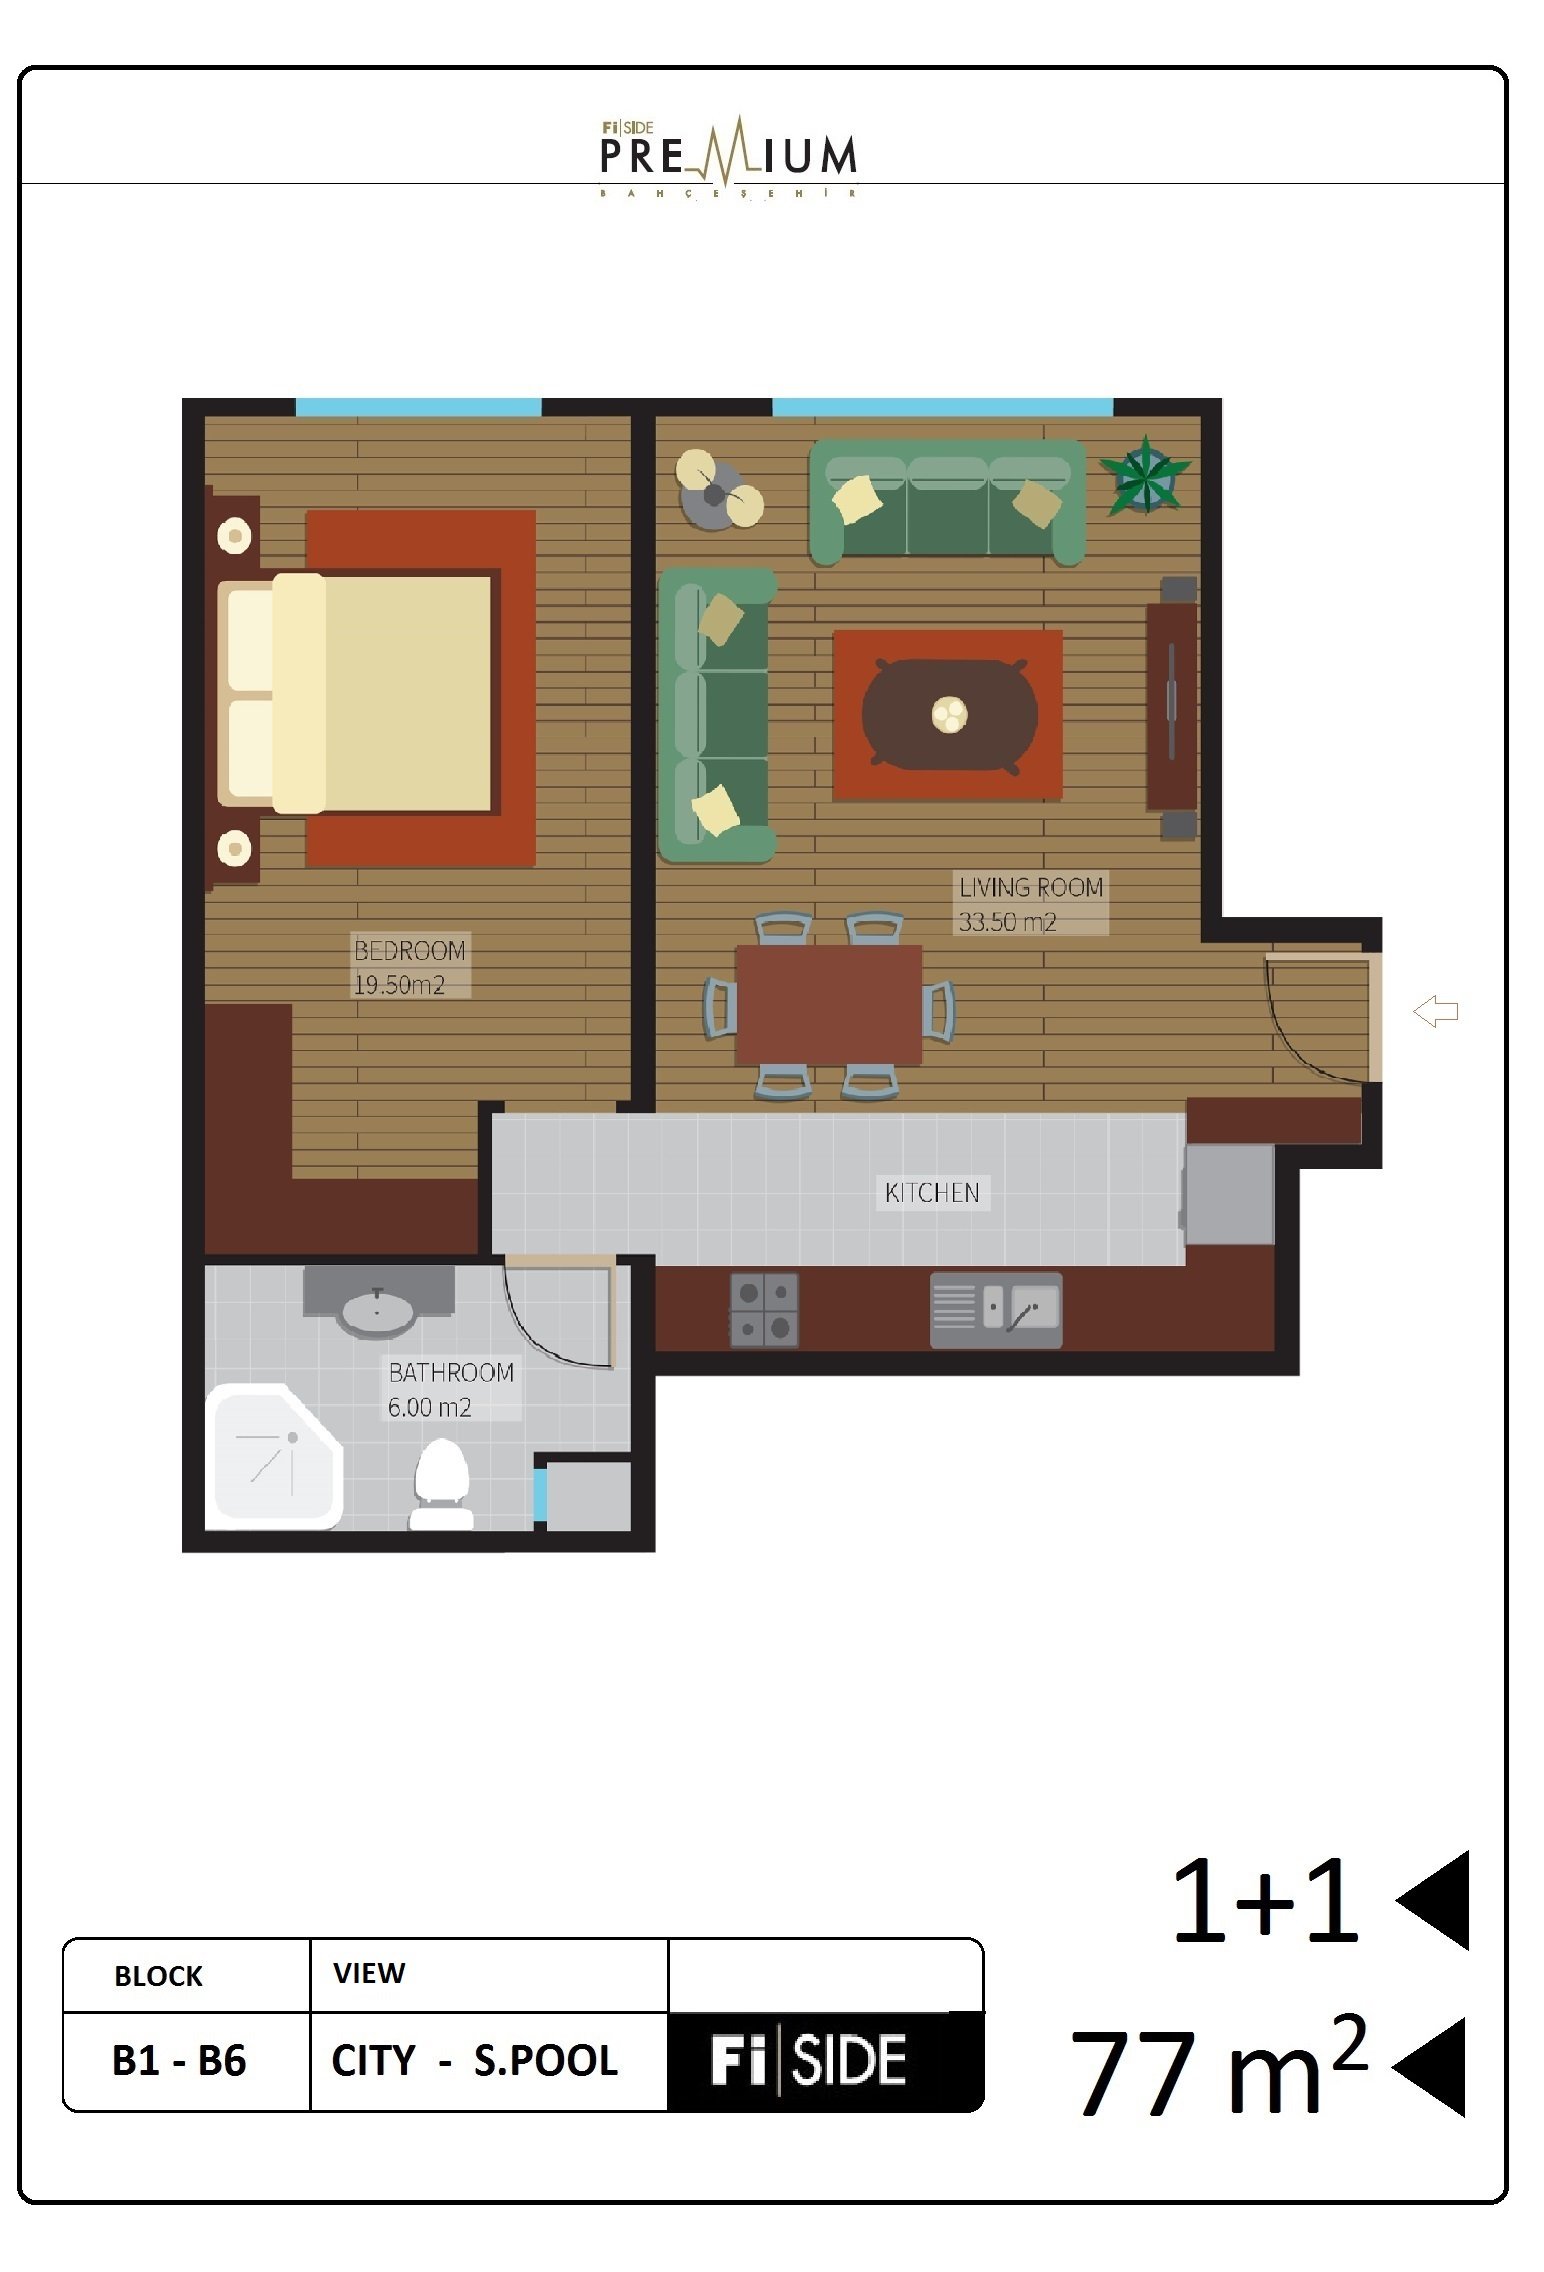 Fi|SIDE
PREMIUM
BAHÇEŞEHİR
LIVING ROOM
33.50 m2
BEDROOM
19.50m2
KITCHEN
BATHROOM
6.00 m2
1+1
77 m²
BLOCK VIEW
B1 - B6 CITY - S.POOL Fi|SIDE